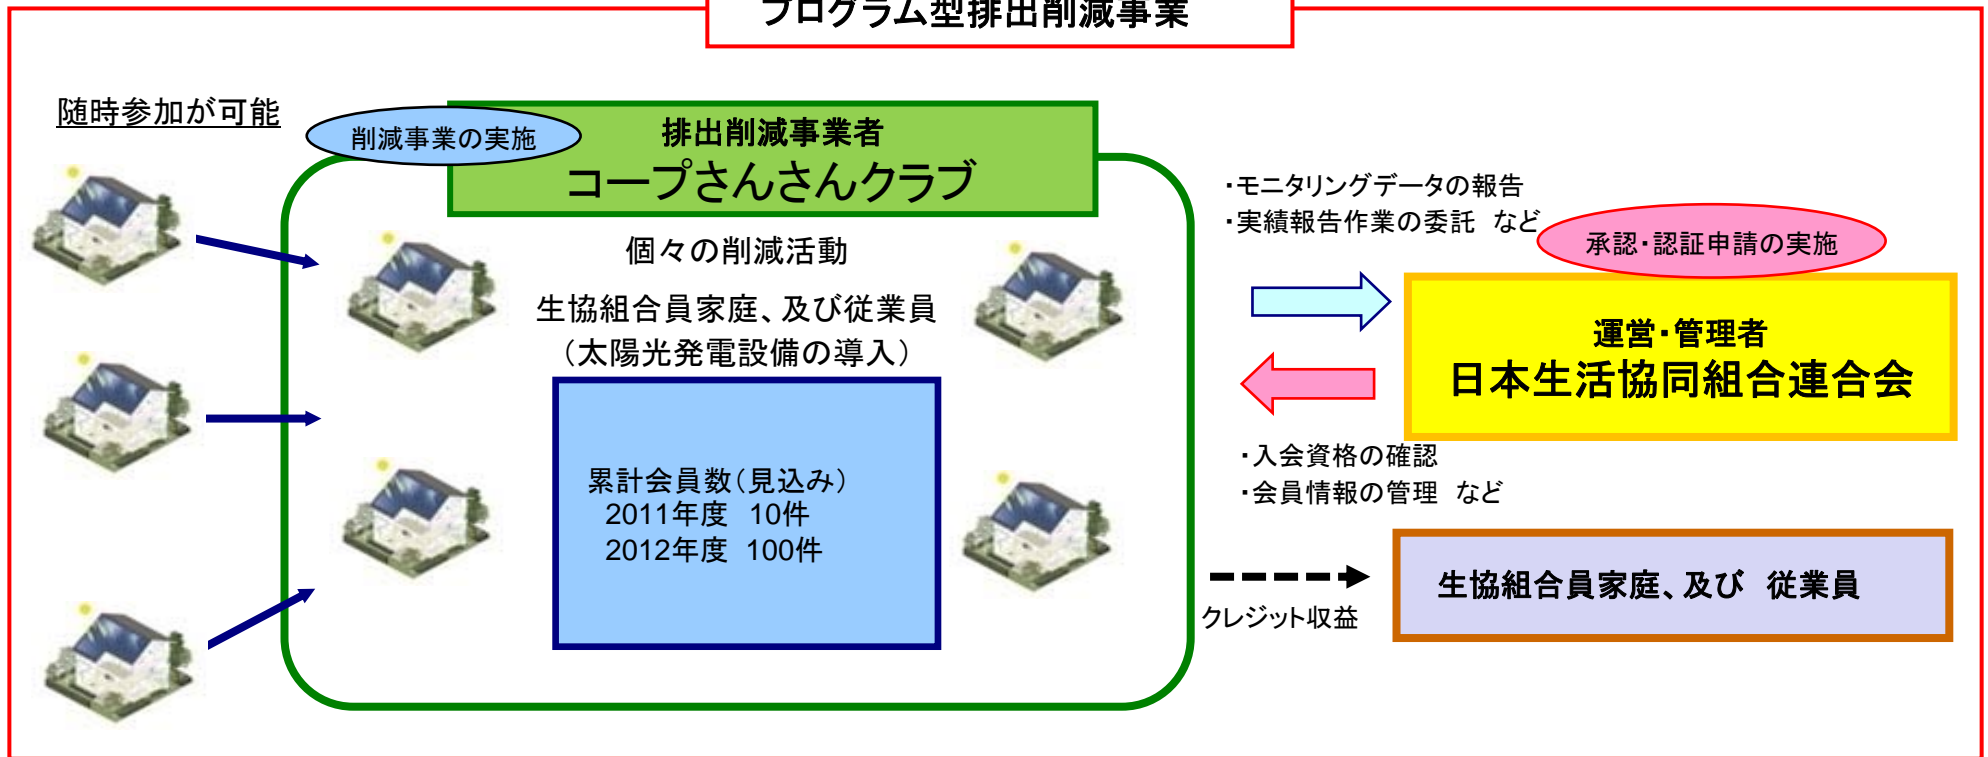 プログラム型排出削減事業
随時参加が可能
削減事業の実施
排出削減事業者
コープさんさんクラブ
個々の削減活動
生協組合員家庭、及び従業員
（太陽光発電設備の導入）
累計会員数（見込み）
2011年度 10件
2012年度 100件
・モニタリングデータの報告
・実績報告作業の委託 など
承認・認証申請の実施
運営・管理者
日本生活協同組合連合会
・入会資格の確認
・会員情報の管理 など
クレジット収益
生協組合員家庭、及び 従業員